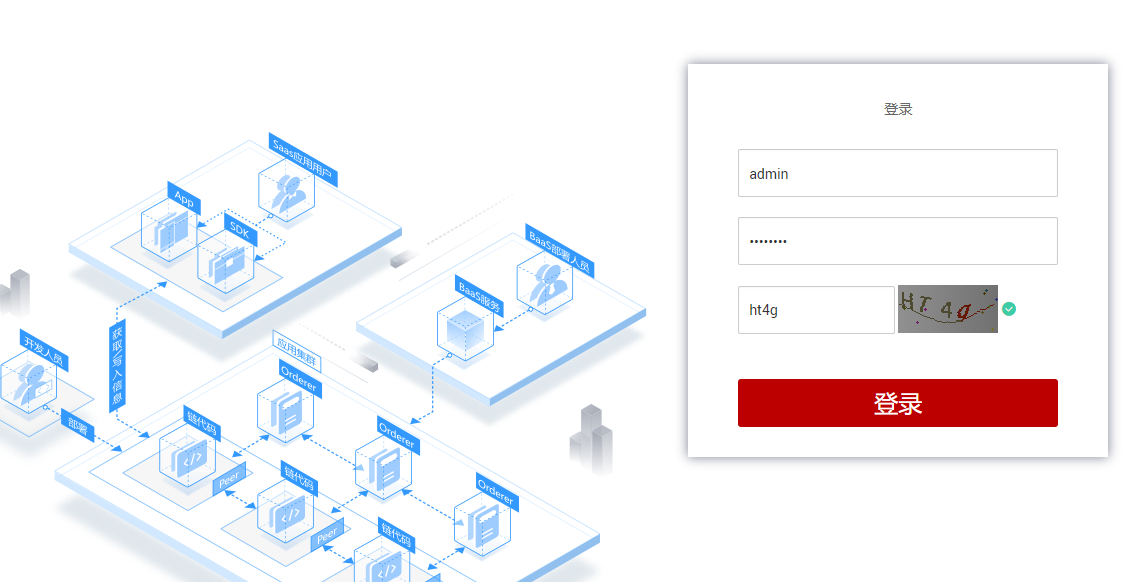 Saas应用用户
App
SDK
BaaS部署人员
BaaS服务
获取/写入信息
开发人员
部署
应用集群
Orderer
链代码
Orderer
Peer
链代码
Orderer
Peer
链代码
登录
admin
••••••••
ht4g
HT4g
登录